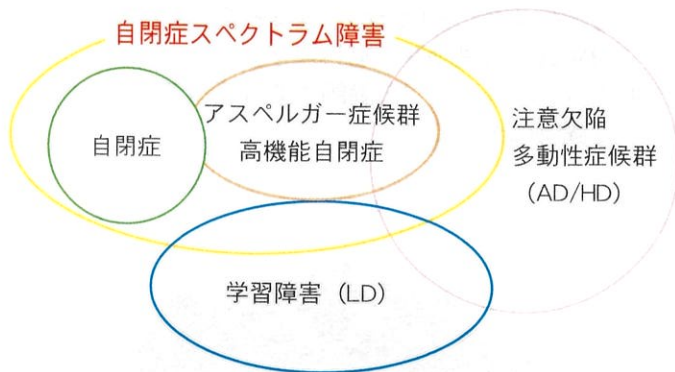 自閉症スペクトラム障害
自閉症
アスペルガー症候群
高機能自閉症
注意欠陥
多動性症候群
(AD/HD)
学習障害 (LD)